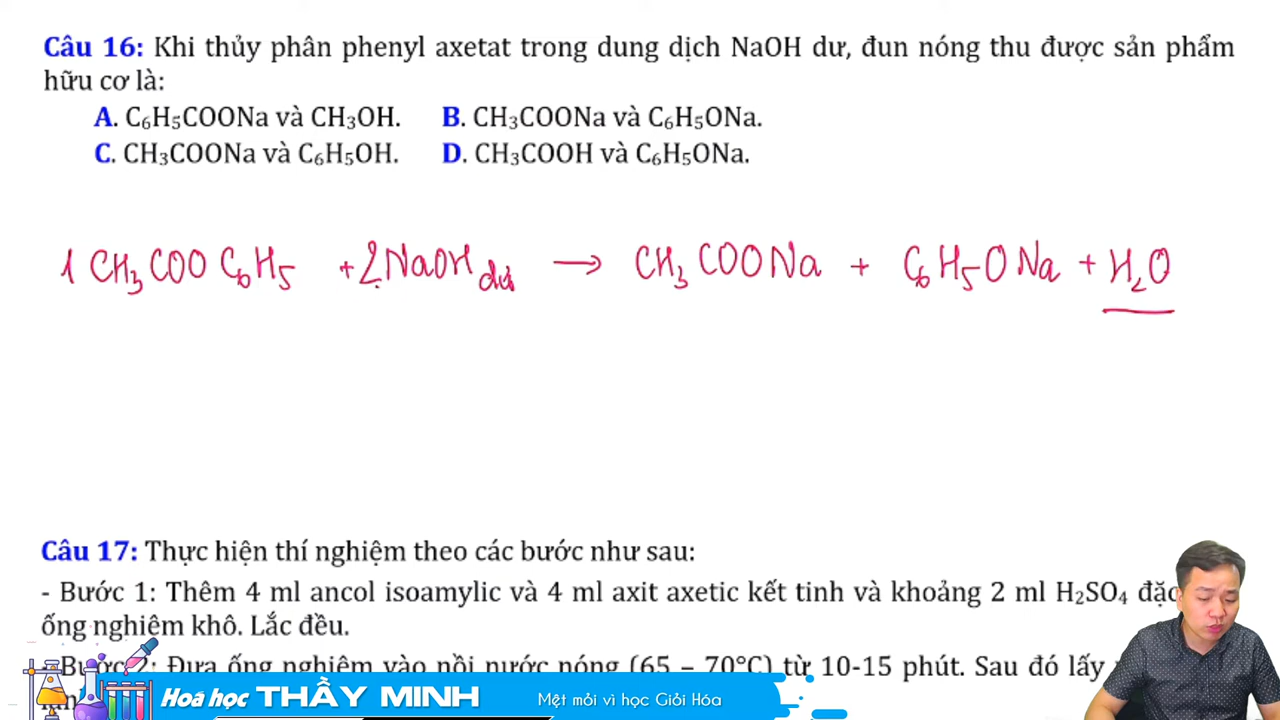 Câu 16: Khi thủy phân phenyl axetat trong dung dịch NaOH dư, đun nóng thu được sản phẩm
hữu cơ là:
A. C₆H₅COONa và CH₃OH. B. CH₃COONa và C₆H₅ONa.
C. CH₃COONa và C₆H₅OH. D. CH₃COOH và C₆H₅ONa.
1 CH₃COOC₆H₅ + 2NaOH dư → CH₃COONa + C₆H₅ONa + H₂O
Câu 17: Thực hiện thí nghiệm theo các bước như sau:
- Bước 1: Thêm 4 ml ancol isoamylic và 4 ml axit axetic kết tinh và khoảng 2 ml H₂SO₄ đặc
ống nghiệm khô. Lắc đều.
- Bước 2: Đưa ống nghiệm vào nồi nước nóng (65 – 70°C) từ 10-15 phút. Sau đó lấy
Hoá học THẦY MINH Mệt mỏi vì học Giỏi Hóa